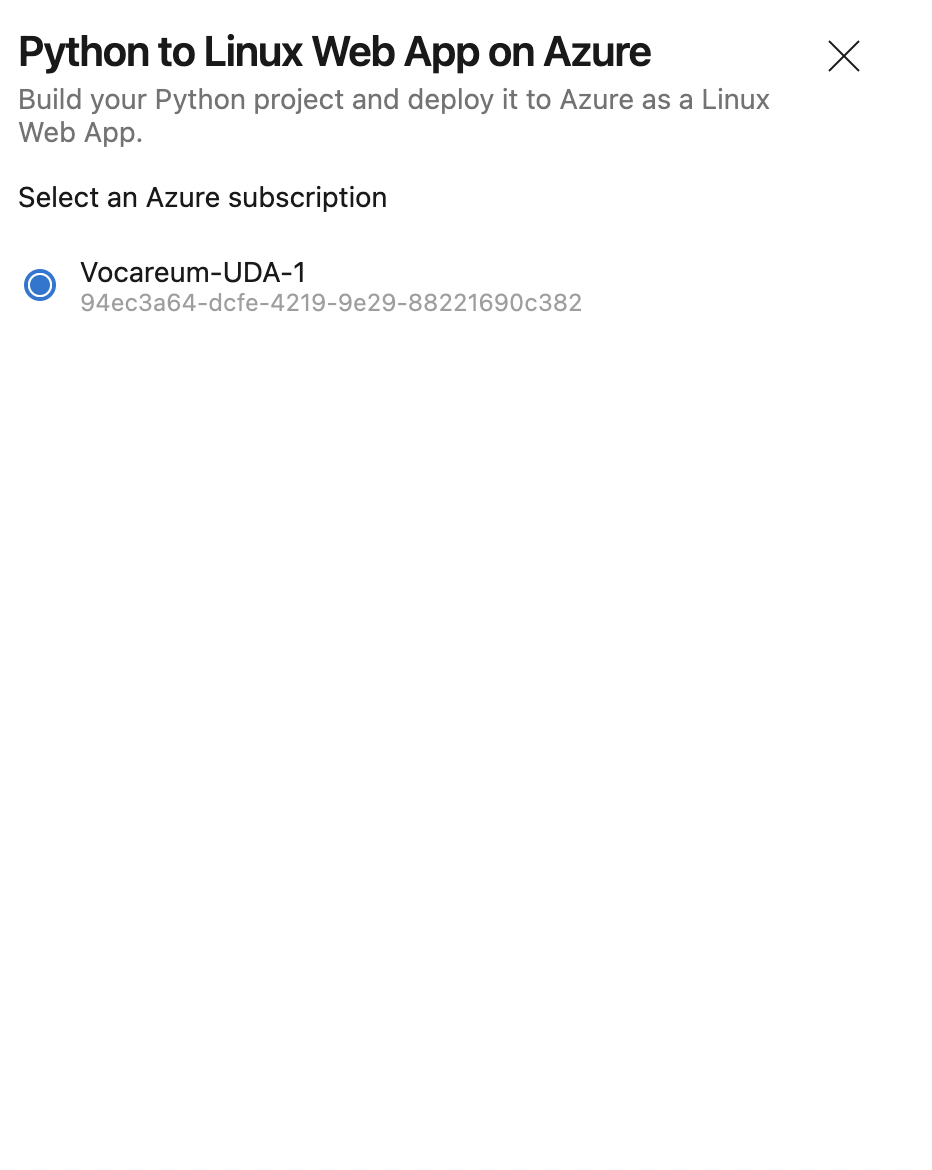 Python to Linux Web App on Azure
Build your Python project and deploy it to Azure as a Linux
Web App.
Select an Azure subscription
Vocareum-UDA-1
94ec3a64-dcfe-4219-9e29-88221690c382